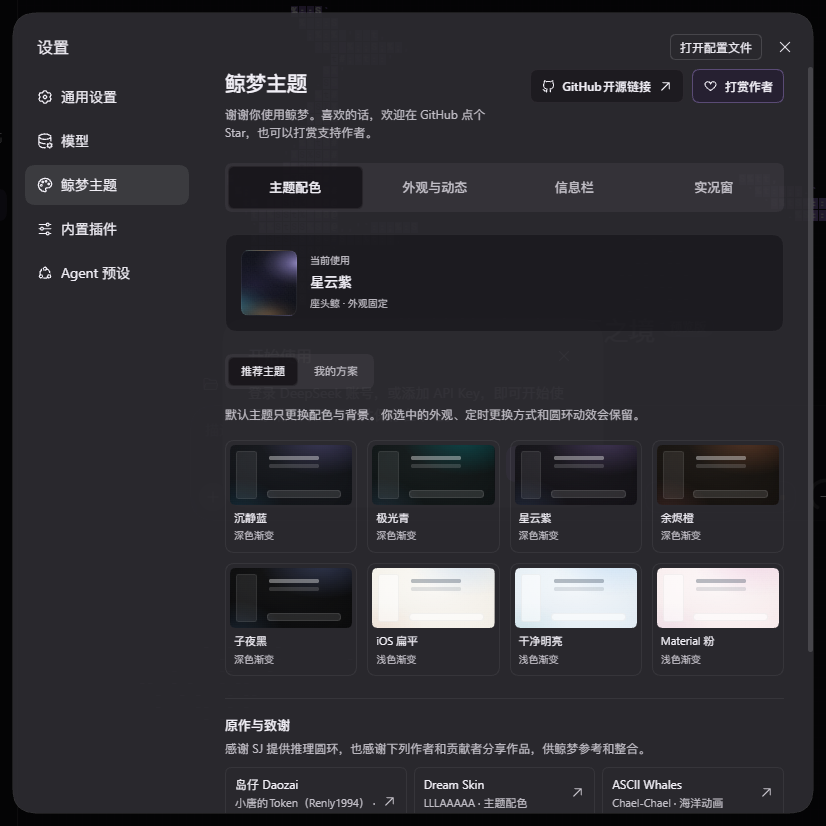 设置
打开配置文件
通用设置
模型
鲸梦主题
内置插件
Agent 预设
鲸梦主题
谢谢你使用鲸梦。喜欢的话，欢迎在 GitHub 点个
Star，也可以打赏支持作者。
GitHub开源链接
打赏作者
主题配色
外观与动态
信息栏
实况窗
当前使用
星云紫
座头鲸 · 外观固定
推荐主题
我的方案
默认主题只更换配色与背景。你选中的外观、定时更换方式和圆环动效会保留。
沉静蓝
深色渐变
极光青
深色渐变
星云紫
深色渐变
余烬橙
深色渐变
子夜黑
深色渐变
iOS 扁平
浅色渐变
干净明亮
浅色渐变
Material 粉
浅色渐变
原作与致谢
感谢 SJ 提供推理圆环，也感谢下列作者和贡献者分享作品，供鲸梦参考和整合。
岛仔 Daozai
小唐的Token（Renly1994） ·
Dream Skin
LLLAAAAA · 主题配色
ASCII Whales
Chael-Chael · 海洋动画